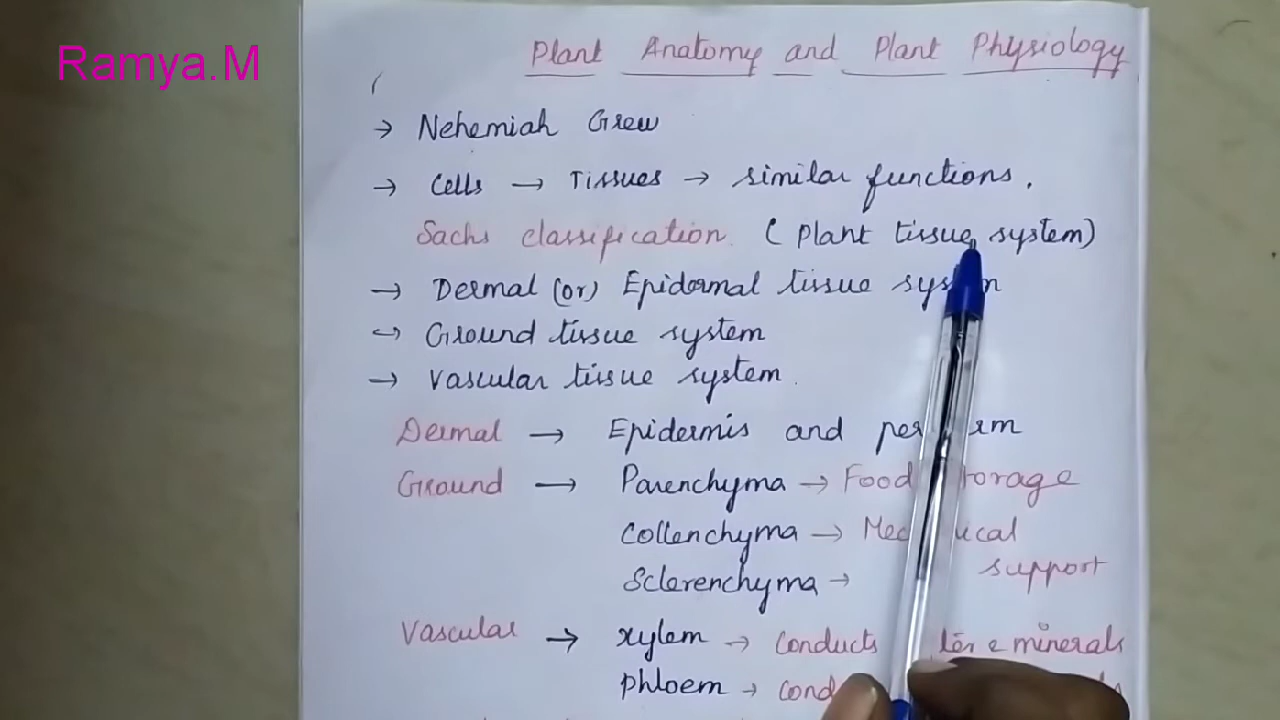 Ramya.M
Plant Anatomy and Plant Physiology
→ Nehemiah Grew
→ Cells → Tissues → similar functions.
Sachs classification (Plant tissue system)
→ Dermal (or) Epidermal tissue system
→ Ground tissue system
→ Vascular tissue system.
Dermal → Epidermis and
Ground → Parenchyma → Food
Collenchyma →
Sclerenchyma → support
Vascular → xylem → conducts minerals
Phloem →